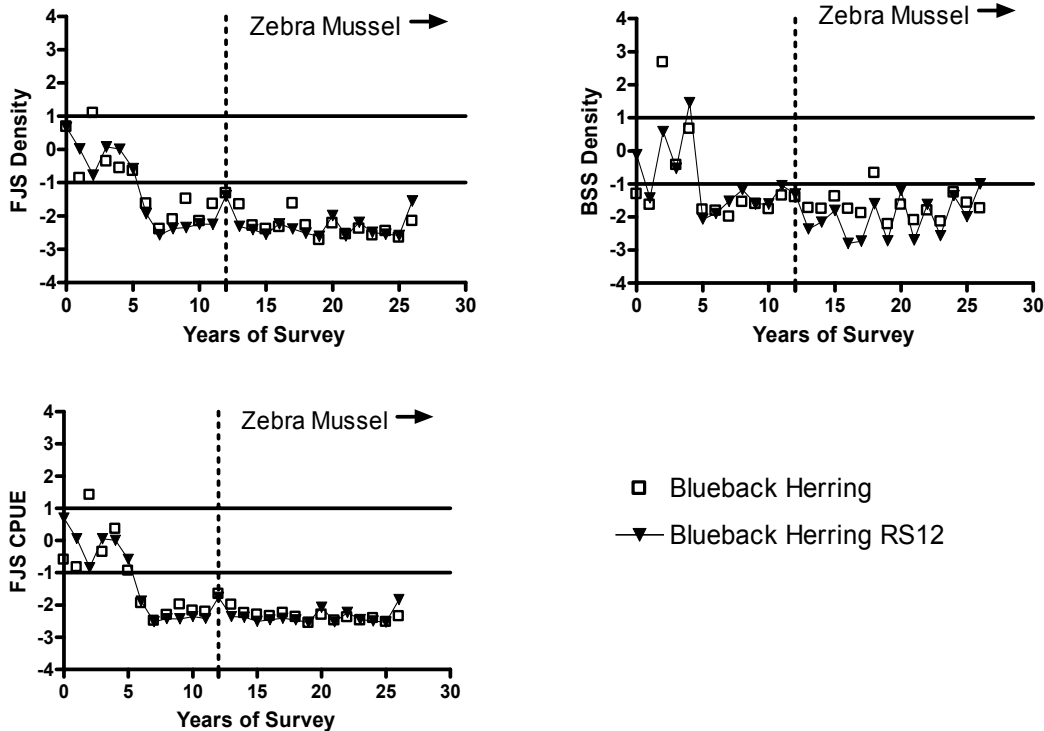 Zebra Mussel
4
3
2
1
0
-1
-2
-3
-4
FJS Density
0 5 10 15 20 25 30
Years of Survey
Zebra Mussel
4
3
2
1
0
-1
-2
-3
-4
BSS Density
0 5 10 15 20 25 30
Years of Survey
Zebra Mussel
4
3
2
1
0
-1
-2
-3
-4
FJS CPUE
0 5 10 15 20 25 30
Years of Survey
Blueback Herring
Blueback Herring RS12